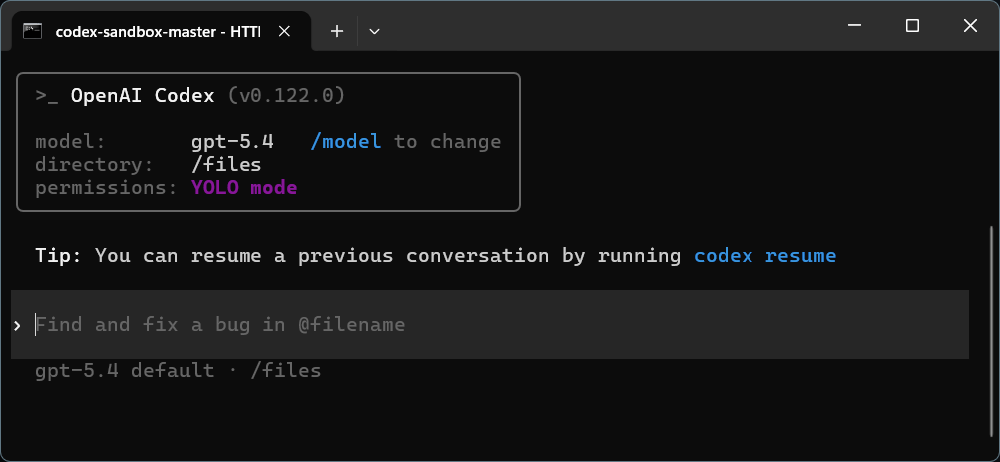 codex-sandbox-master - HTTI
>_ OpenAI Codex (v0.122.0)
model: gpt-5.4 /model to change
directory: /files
permissions: YOLO mode
Tip: You can resume a previous conversation by running codex resume
› Find and fix a bug in @filename
gpt-5.4 default · /files